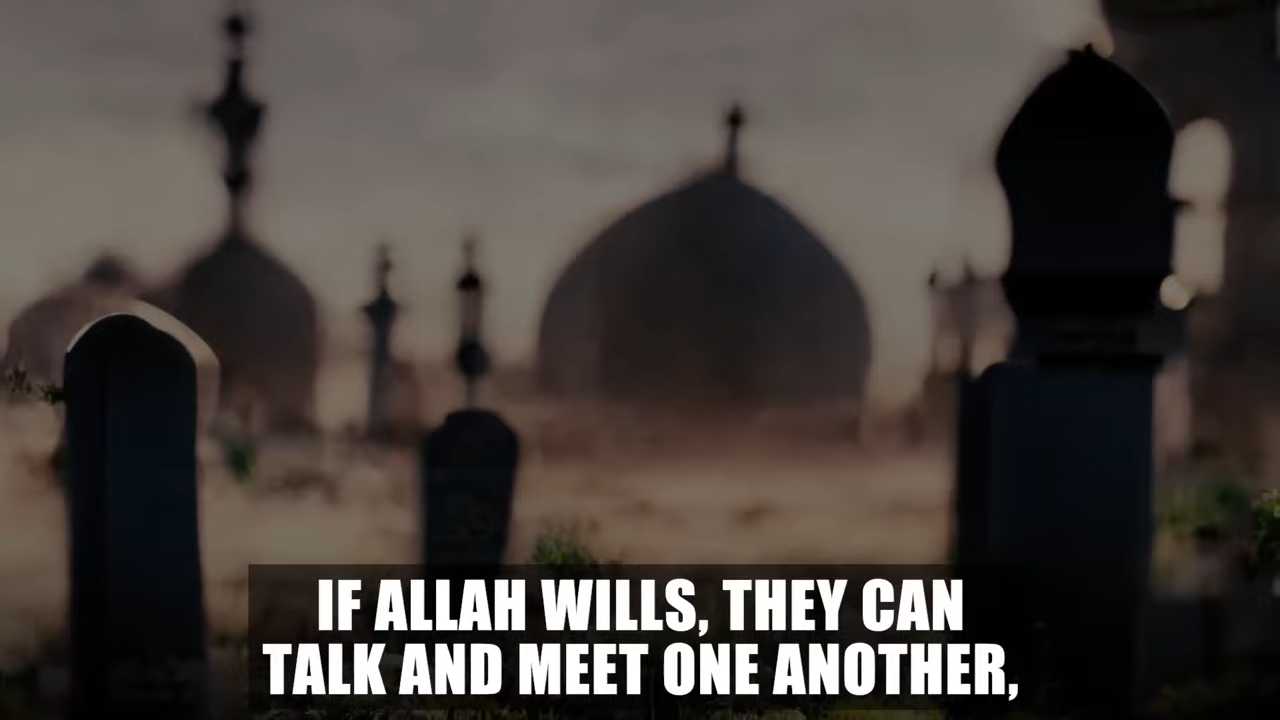 IF ALLAH WILLS, THEY CAN
TALK AND MEET ONE ANOTHER,